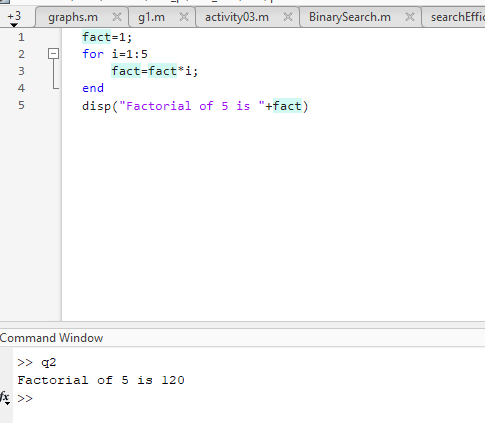 +3 graphs.m g1.m activity03.m BinarySearch.m searchEffic
1 fact=1;
2 for i=1:5
3 fact=fact*i;
4 end
5 disp("Factorial of 5 is "+fact)
Command Window
>> q2
Factorial of 5 is 120
fx >>